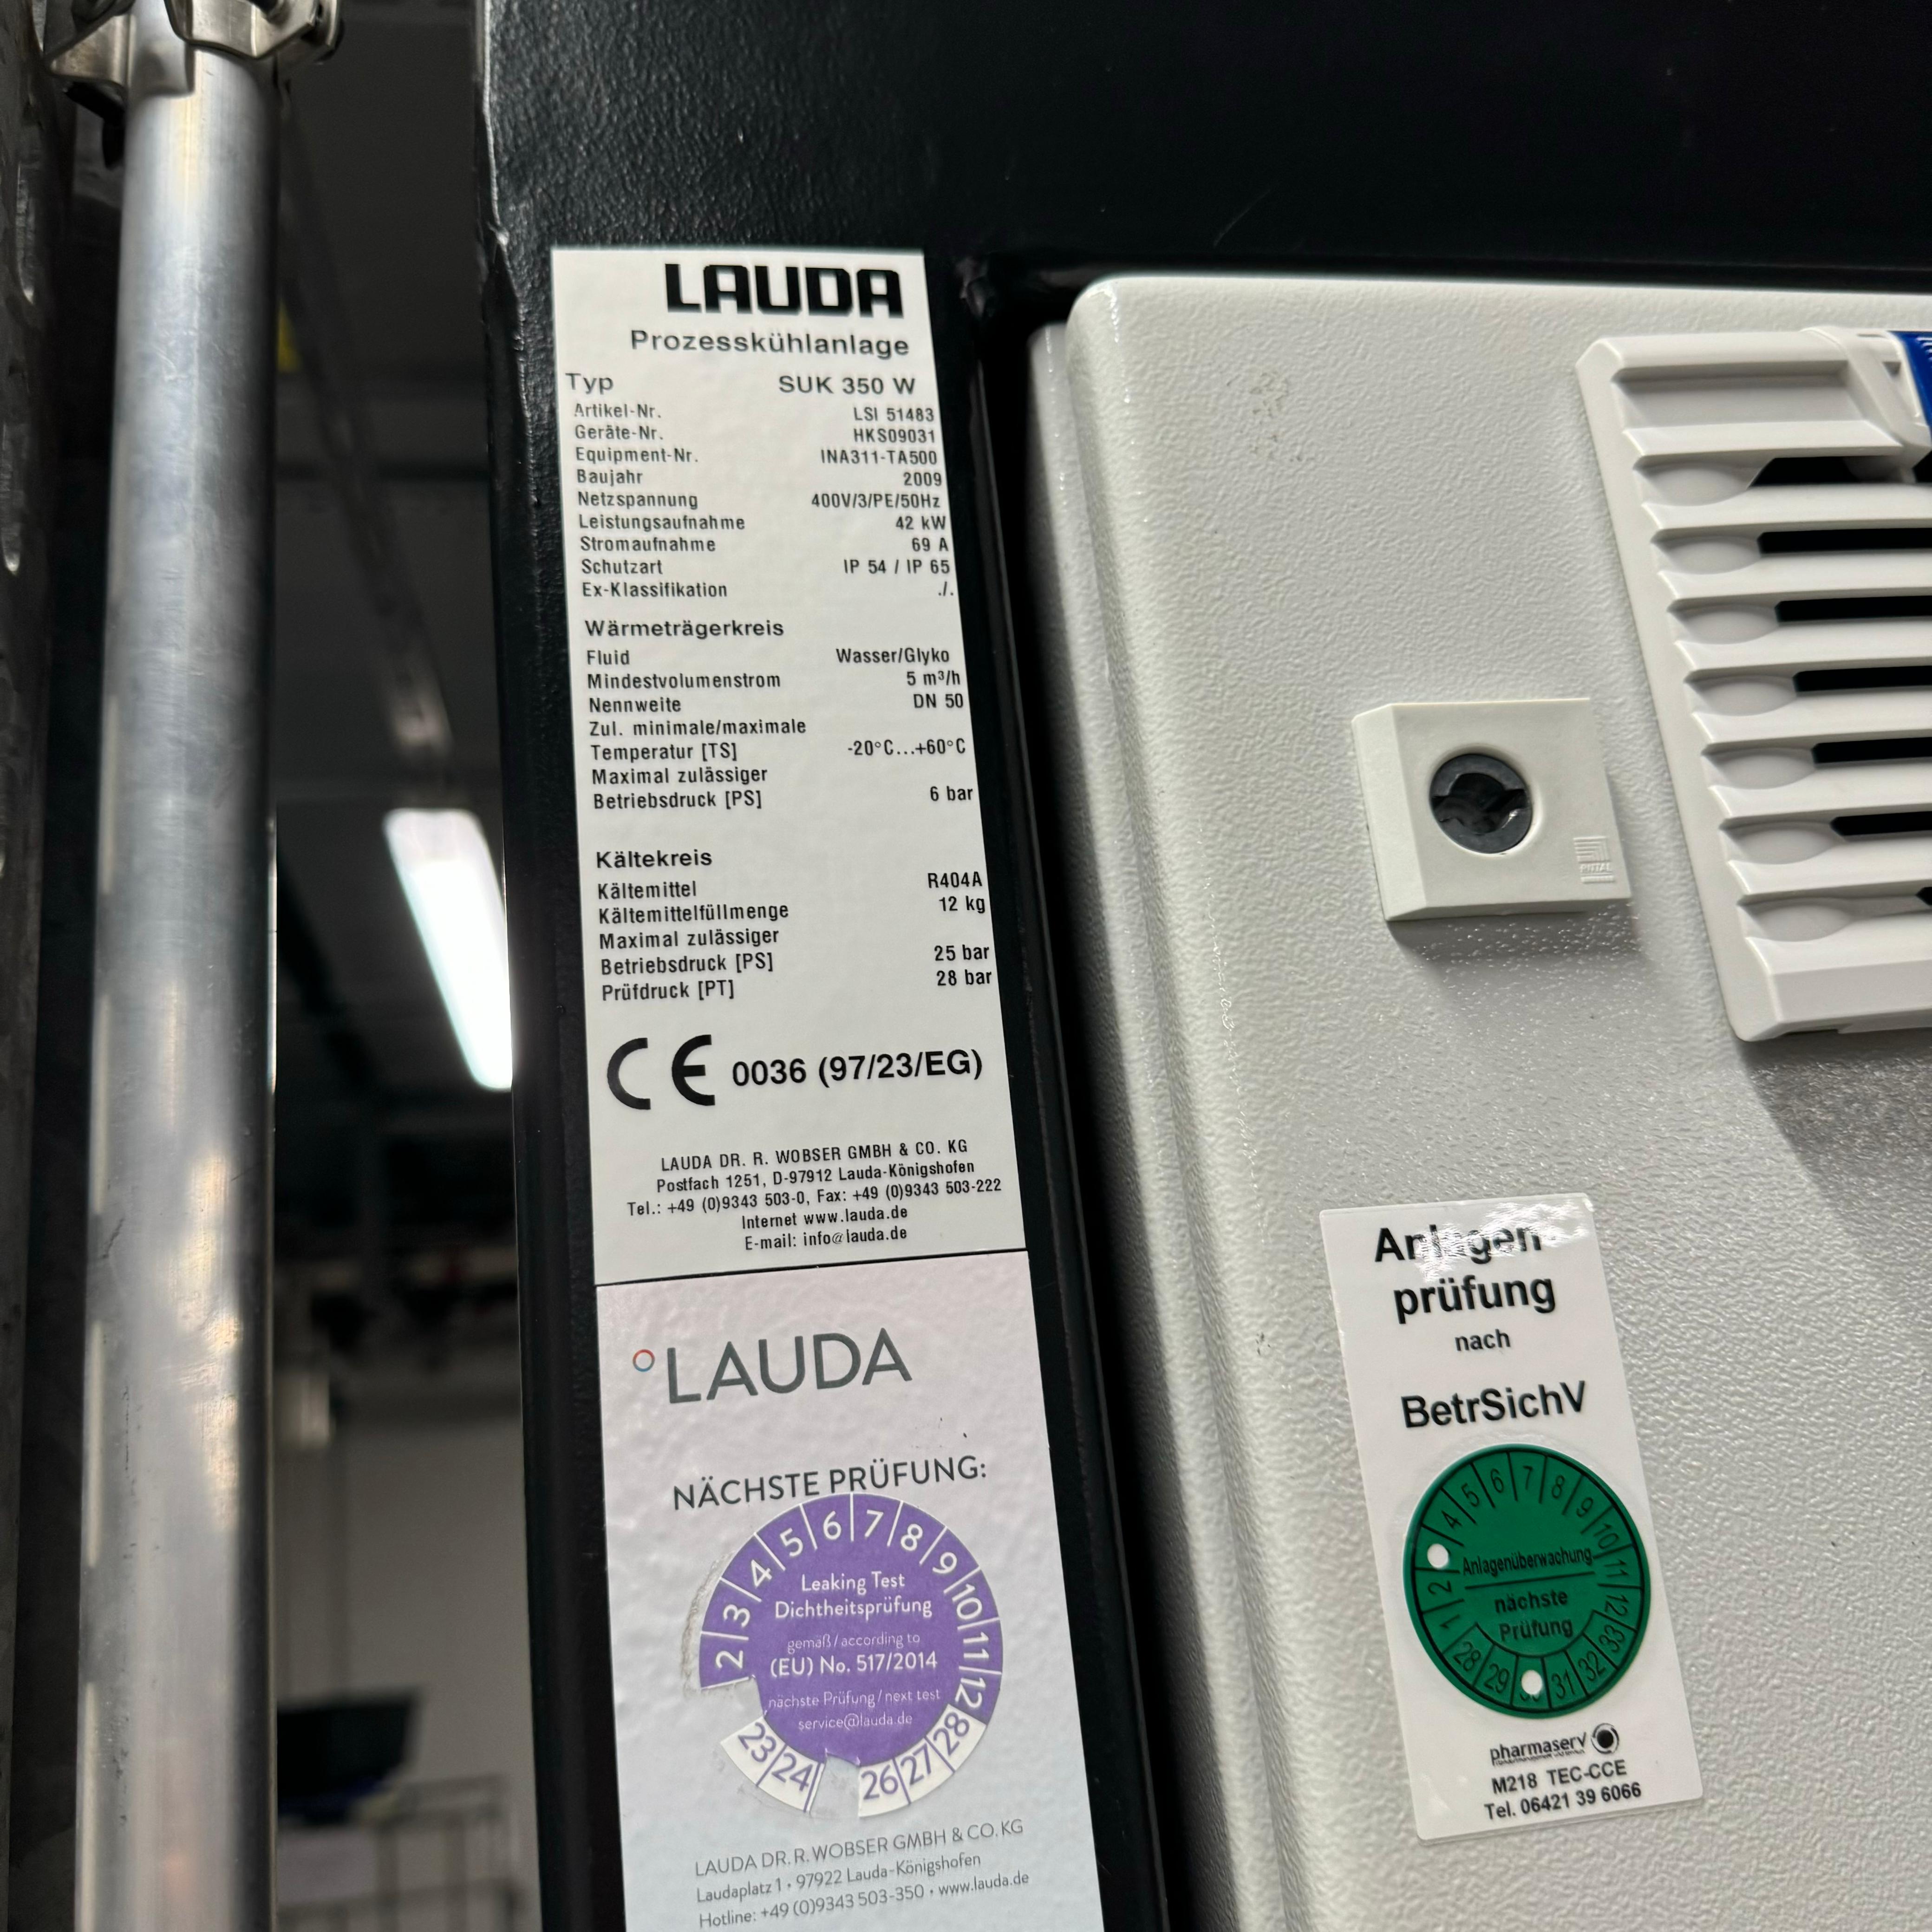 LAUDA
Prozesskühlanlage
Typ SUK 350 W
Artikel-Nr. LSI 51483
Geräte-Nr. HKS09031
Equipment-Nr. INA311-TA500
Baujahr 2009
Netzspannung 400V/3/PE/50Hz
Leistungsaufnahme 42 kW
Stromaufnahme 69 A
Schutzart IP 54 / IP 65
Ex-Klassifikation ./.
Wärmeträgerkreis
Fluid Wasser/Glyko
Mindestvolumenstrom 5 m³/h
Nennweite DN 50
Zul. minimale/maximale
Temperatur [TS] -20°C...+60°C
Maximal zulässiger
Betriebsdruck [PS] 6 bar
Kältekreis
Kältemittel R404A
Kältemittelfüllmenge 12 kg
Maximal zulässiger
Betriebsdruck [PS] 25 bar
Prüfdruck [PT] 28 bar
CE 0036 (97/23/EG)
LAUDA DR. R. WOBSER GMBH & CO. KG
Postfach 1251, D-97912 Lauda-Königshofen
Tel.: +49 (0)9343 503-0, Fax: +49 (0)9343 503-222
Internet www.lauda.de
E-mail: info@lauda.de
LAUDA
NÄCHSTE PRÜFUNG:
2 3 4 5 6 7 8 9 10 11 12
Leaking Test
Dichtheitsprüfung
gemäß / according to
(EU) No. 517/2014
nächste Prüfung / next test
service@lauda.de
23 24 26 27 28
LAUDA DR. R. WOBSER GMBH & CO. KG
Laudaplatz 1 • 97922 Lauda-Königshofen
Hotline: +49 (0)9343 503-350 • www.lauda.de
Anlagen-
prüfung
nach
BetrSichV
1 2 4 5 6 7 8 9 10 11 12
Anlagenüberwachung
nächste
Prüfung
28 29 31 32 33
pharmaserv
M218 TEC-CCE
Tel. 06421 39 6066